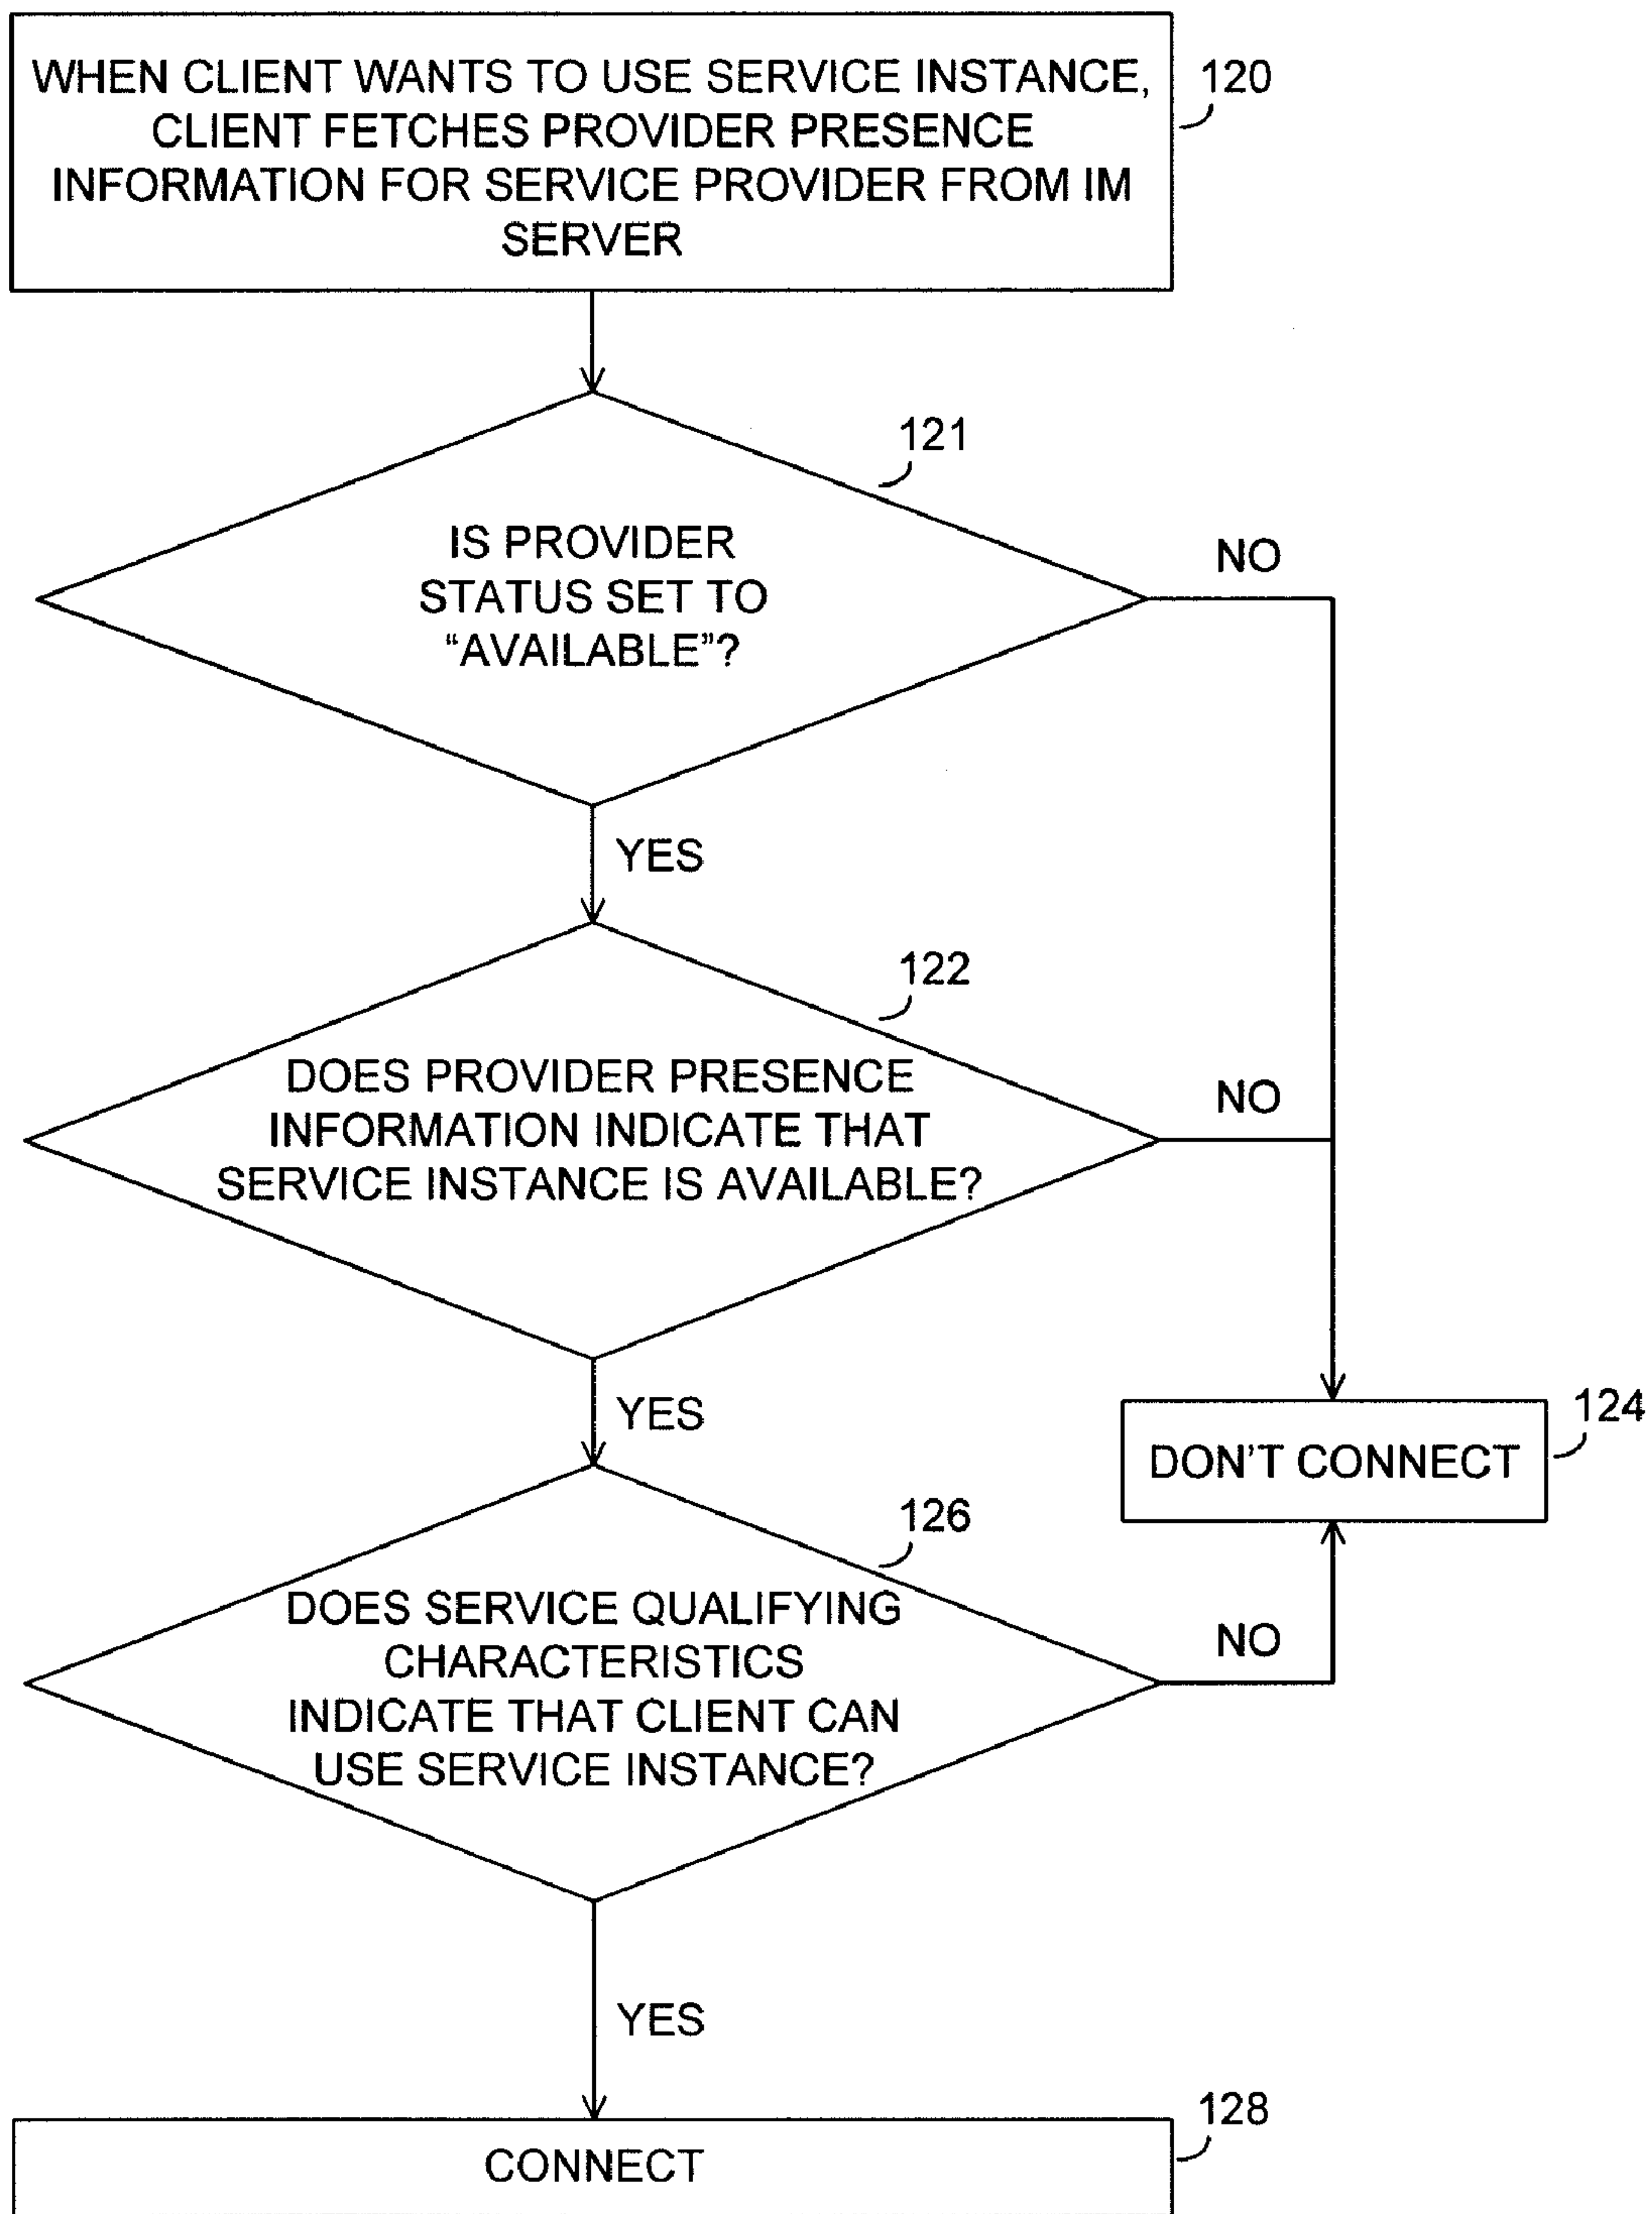 WHEN CLIENT WANTS TO USE SERVICE INSTANCE,
CLIENT FETCHES PROVIDER PRESENCE
INFORMATION FOR SERVICE PROVIDER FROM IM
SERVER
120
121
IS PROVIDER
STATUS SET TO
“AVAILABLE”?
NO
YES
122
DOES PROVIDER PRESENCE
INFORMATION INDICATE THAT
SERVICE INSTANCE IS AVAILABLE?
NO
YES
124
DON'T CONNECT
126
DOES SERVICE QUALIFYING
CHARACTERISTICS
INDICATE THAT CLIENT CAN
USE SERVICE INSTANCE?
NO
YES
128
CONNECT